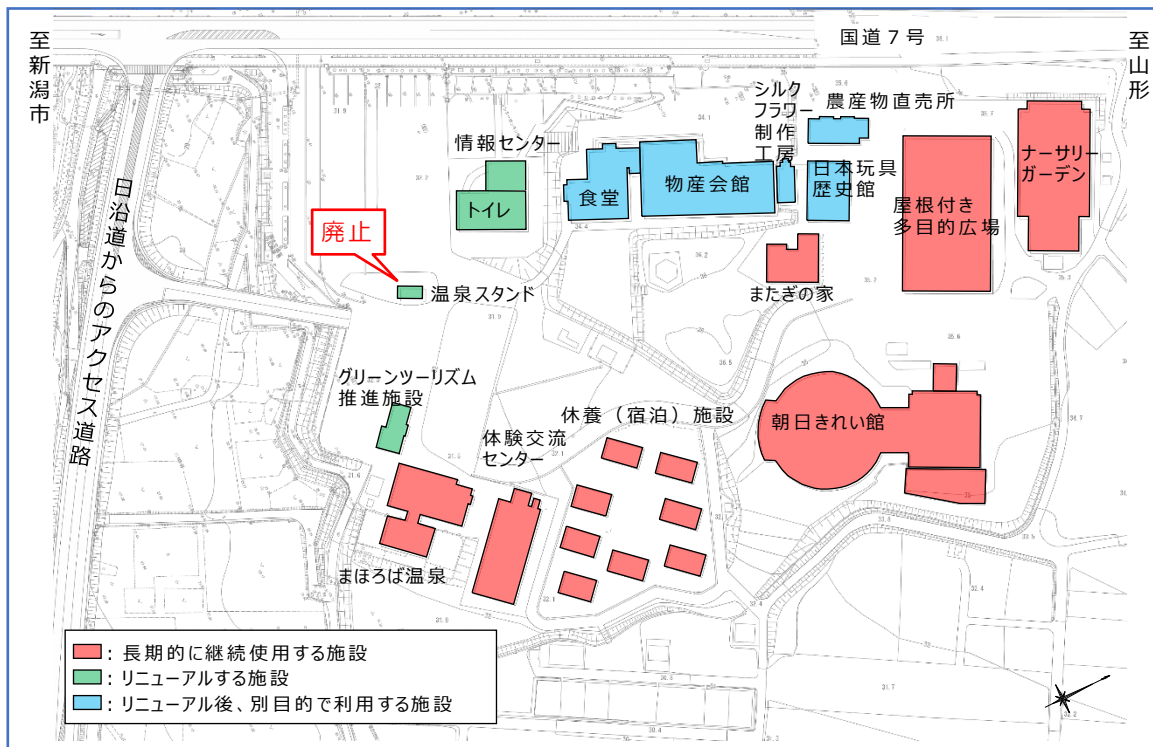 至新潟市
国道7号
至山形
シルク
フラワー
制作
工房
農産物直売所
情報センター
トイレ
食堂
物産会館
日本玩具
歴史館
屋根付き
多目的広場
ナーサリー
ガーデン
廃止
温泉スタンド
またぎの家
日沿道からのアクセス道路
グリーンツーリズム
推進施設
体験交流
センター
休養(宿泊)施設
朝日きれい館
まほろば温泉
:長期的に継続使用する施設
:リニューアルする施設
:リニューアル後、別目的で利用する施設